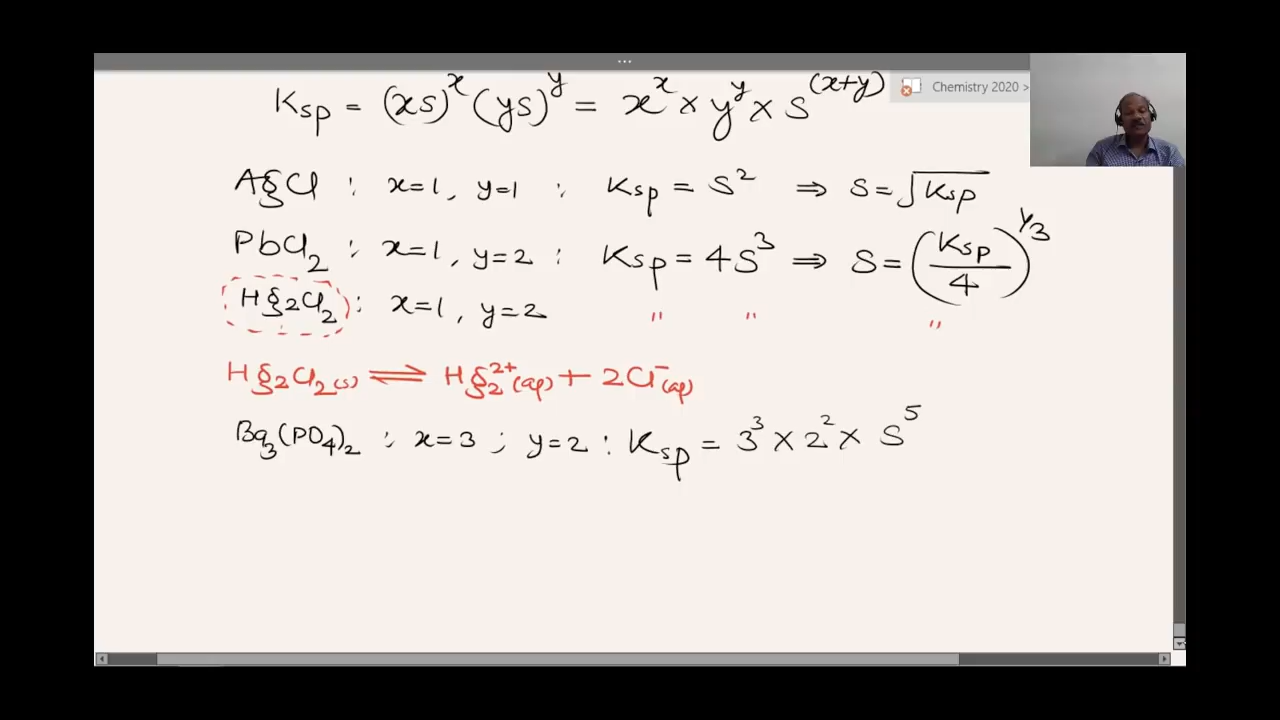 Ksp = (xs)^x (ys)^y = x^x × y^y × s^(x+y)
Chemistry 2020 >
AgCl : x=1, y=1 : Ksp = S² ⇒ S = √Ksp
PbCl₂ : x=1, y=2 : Ksp = 4S³ ⇒ S = (Ksp/4)^1/3
Hg₂Cl₂ : x=1, y=2 " " "
Hg₂Cl₂(s) ⇌ Hg₂²⁺(aq) + 2Cl⁻(aq)
Ba₃(PO₄)₂ : x=3 ; y=2 : Ksp = 3³ × 2² × S⁵